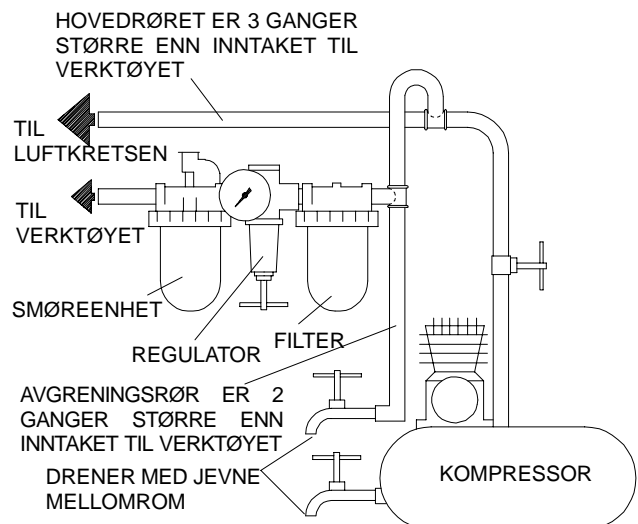 HOVEDRØRET ER 3 GANGER
STØRRE ENN INNTAKET TIL
VERKTØYET
TIL
LUFTKRETSEN
TIL
VERKTØYET
SMØREENHET
REGULATOR
FILTER
AVGRENINGSRØR ER 2
GANGER STØRRE ENN
INNTAKET TIL VERKTØYET
DRENER MED JEVNE
MELLOMROM
KOMPRESSOR